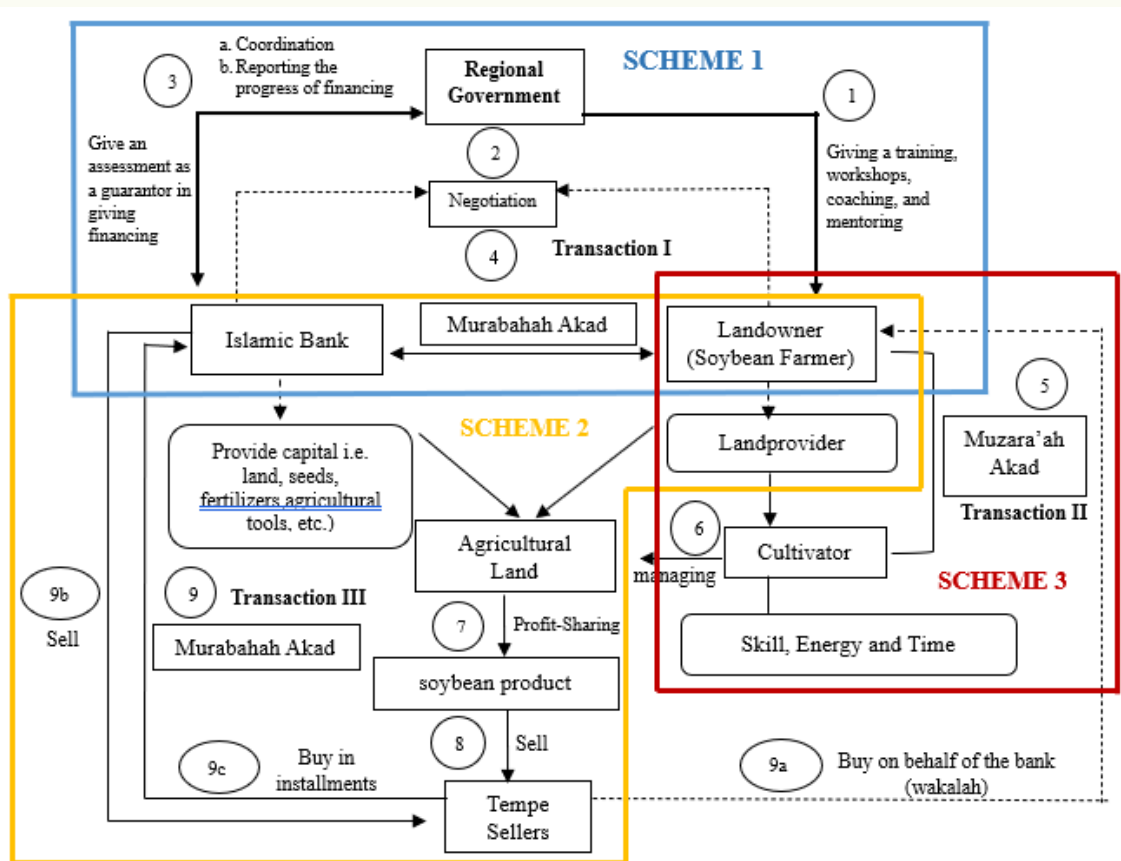 a. Coordination
b. Reporting the
progress of financing
SCHEME 1
3
Regional
Government
1
Give an
assessment as
a guarantor in
giving
financing
2
Giving a training,
workshops,
coaching, and
mentoring
Negotiation
4
Transaction I
Islamic Bank
Murabahah Akad
Landowner
(Soybean Farmer)
5
SCHEME 2
Provide capital i.e.
land, seeds,
fertilizers,agricultural
tools, etc.)
Landprovider
Muzara'ah
Akad
Transaction II
Agricultural
Land
6
managing
Cultivator
SCHEME 3
9b
Sell
9
Transaction III
Murabahah Akad
7
Profit-Sharing
Skill, Energy and Time
soybean product
8
Sell
9c
Buy in
installments
9a
Buy on behalf of the bank
(wakalah)
Tempe
Sellers